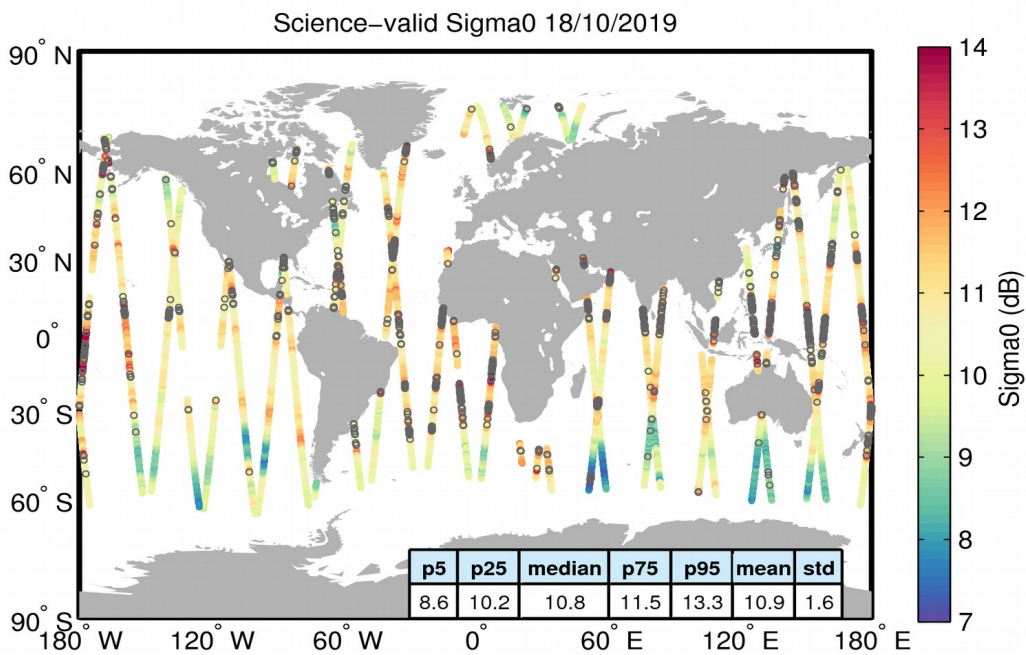 Science−valid Sigma0 18/10/2019
90° N
60° N
30° N
0°
30° S
60° S
90° S
180° W
120° W
60° W
0°
60° E
120° E
180° E
p5 p25 median p75 p95 mean std
8.6 10.2 10.8 11.5 13.3 10.9 1.6
14
13
12
11
10
9
8
7
Sigma0 (dB)